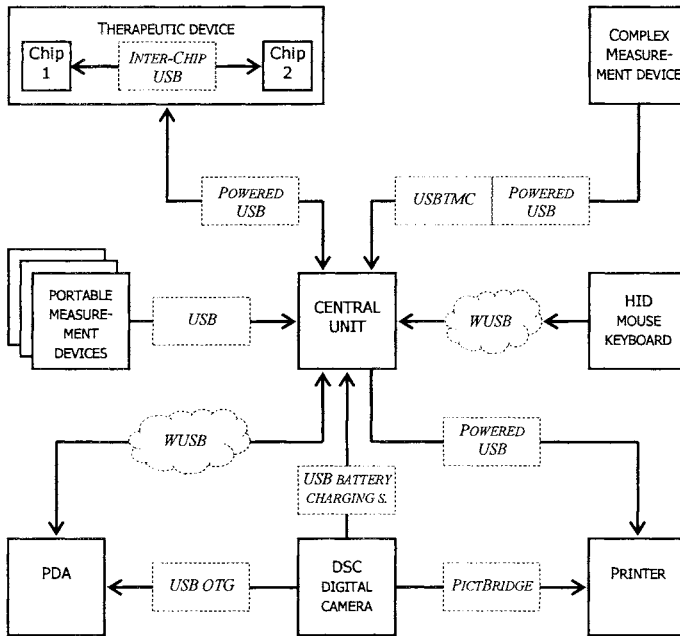 THERAPEUTIC DEVICE
Chip
1
INTER-CHIP
USB
Chip
2
COMPLEX
MEASURE-
MENT DEVICE
POWERED
USB
USBTMC
POWERED
USB
PORTABLE
MEASURE-
MENT
DEVICES
USB
CENTRAL
UNIT
WUSB
HID
MOUSE
KEYBOARD
WUSB
POWERED
USB
USB BATTERY
CHARGING S.
PDA
USB OTG
DSC
DIGITAL
CAMERA
PICTBRIDGE
PRINTER